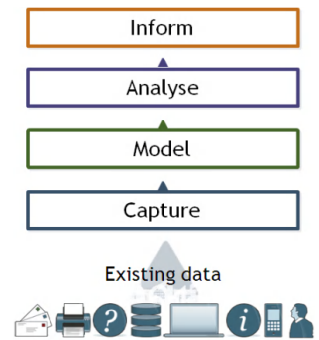 Inform
Analyse
Model
Capture
Existing data
?
i